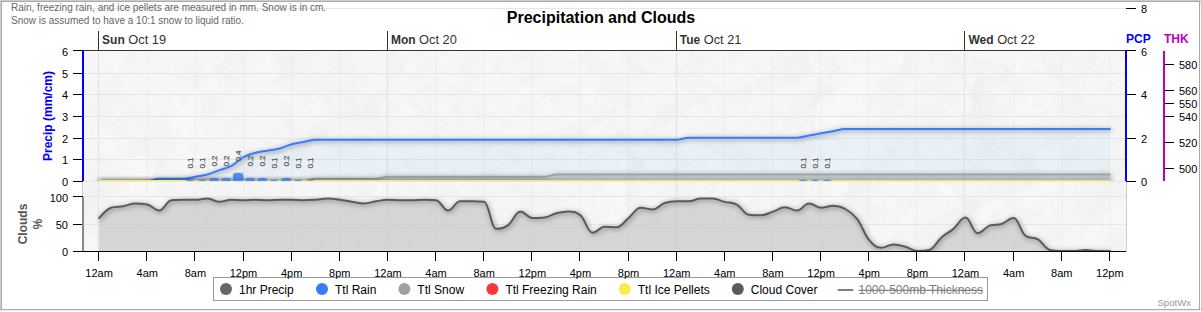 Rain, freezing rain, and ice pellets are measured in mm. Snow is in cm.
Snow is assumed to have a 10:1 snow to liquid ratio.
Precipitation and Clouds
Sun Oct 19 Mon Oct 20 Tue Oct 21 Wed Oct 22
PCP THK
8
6
4
2
0
580
560
550
540
520
500
Precip (mm/cm)
6
5
4
3
2
1
0
0.1 0.1 0.2 0.2 0.4 0.2 0.2 0.1 0.2 0.1 0.1 0.1 0.1 0.1
Clouds
%
100
50
0
12am 4am 8am 12pm 4am 8pm 12am 4am 8am 12pm 4pm 8pm 12am 4am 8am 12pm 4pm 8pm 12am 4am 8am 12pm
1hr Precip Ttl Rain Ttl Snow Ttl Freezing Rain Ttl Ice Pellets Cloud Cover 1000-500mb Thickness
SpotWx